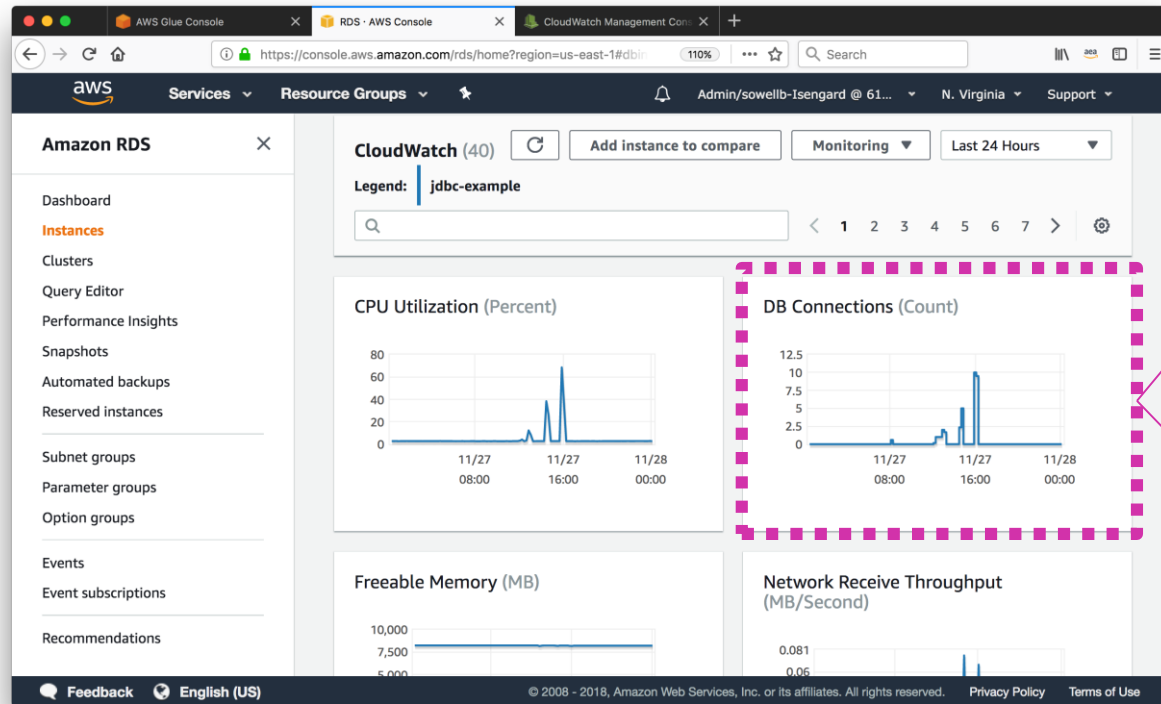 AWS Glue Console
RDS · AWS Console
CloudWatch Management Cons
https://console.aws.amazon.com/rds/home?region=us-east-1#dbin
110%
Search
aea
aws
Services
Resource Groups
Admin/sowellb-Isengard @ 61...
N. Virginia
Support
Amazon RDS
Dashboard
Instances
Clusters
Query Editor
Performance Insights
Snapshots
Automated backups
Reserved instances
Subnet groups
Parameter groups
Option groups
Events
Event subscriptions
Recommendations
CloudWatch (40)
Add instance to compare
Monitoring
Last 24 Hours
Legend: jdbc-example
1 2 3 4 5 6 7
CPU Utilization (Percent)
80
60
40
20
0
11/27 11/27 11/28
08:00 16:00 00:00
DB Connections (Count)
12.5
10
7.5
5
2.5
0
11/27 11/27 11/28
08:00 16:00 00:00
Freeable Memory (MB)
10,000
7,500
5,000
Network Receive Throughput
(MB/Second)
0.081
0.06
Feedback English (US) © 2008 - 2018, Amazon Web Services, Inc. or its affiliates. All rights reserved. Privacy Policy Terms of Use